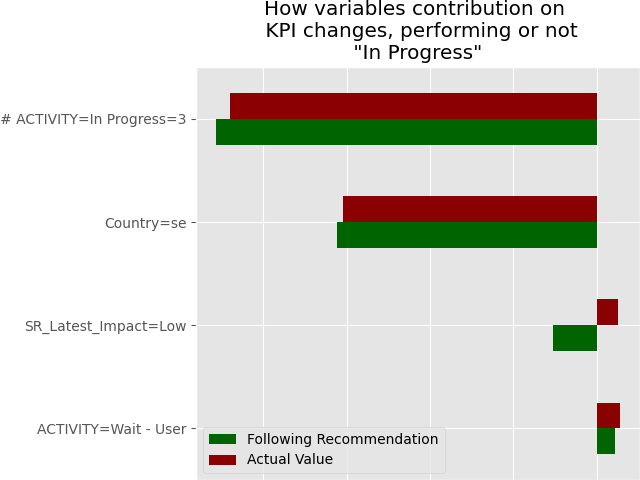 How variables contribution on
KPI changes, performing or not
"In Progress"
# ACTIVITY=In Progress=3
Country=se
SR_Latest_Impact=Low
ACTIVITY=Wait - User
Following Recommendation
Actual Value